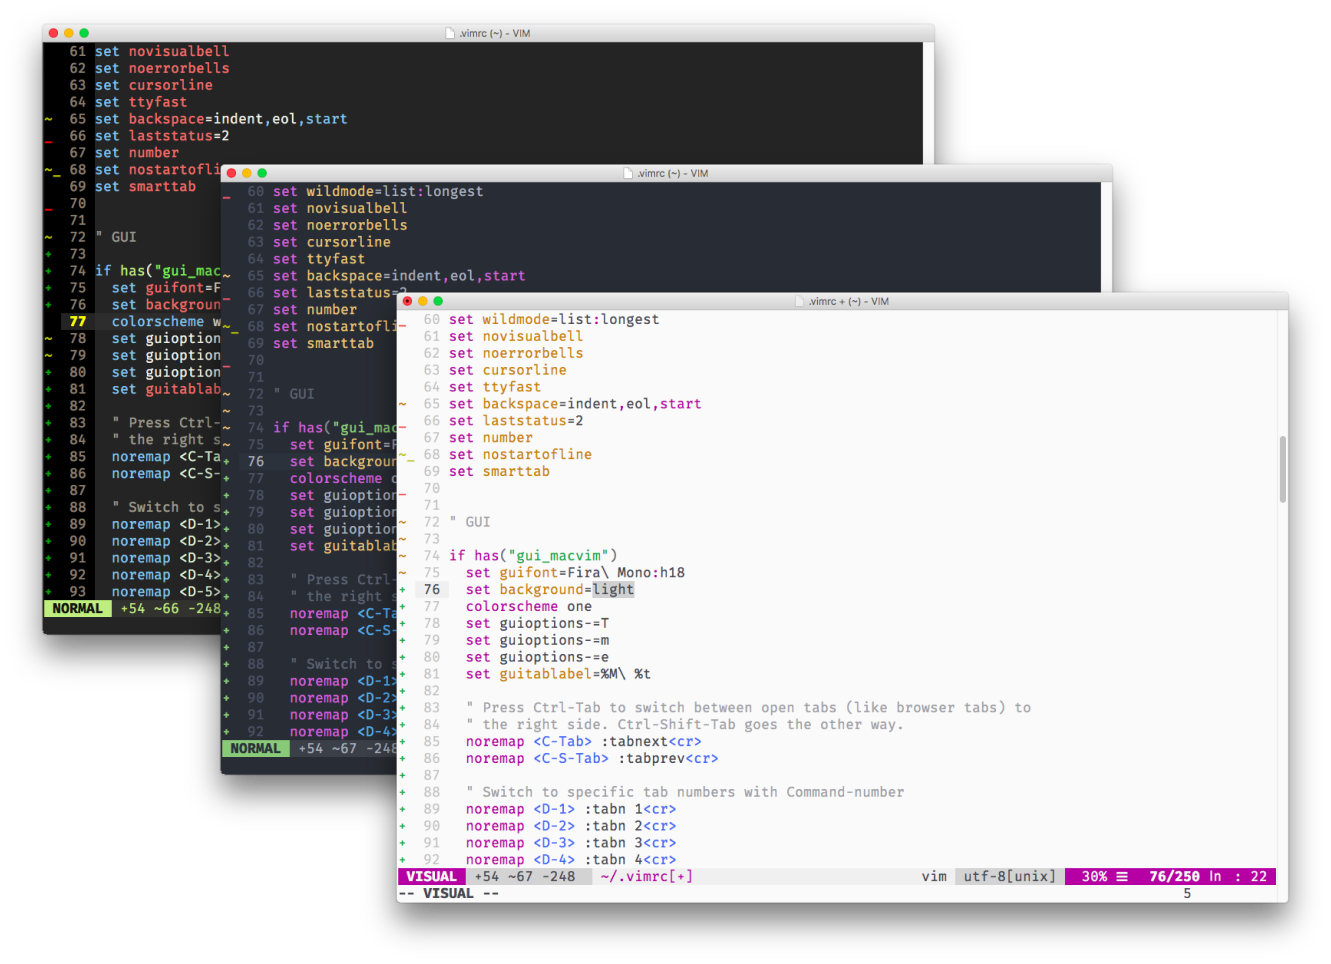 .vimrc (~) - VIM
61 set novisualbell
62 set noerrorbells
63 set cursorline
64 set ttyfast
~ 65 set backspace=indent,eol,start
_ 66 set laststatus=2
67 set number
~_ 68 set nostartofli
69 set smarttab
_ 70
71
~ 72 " GUI
+ 73
+ 74 if has("gui_mac
+ 75 set guifont=F
+ 76 set backgroun
77 colorscheme w
~ 78 set guioption
~ 79 set guioption
+ 80 set guioption
+ 81 set guitablab
+ 82
+ 83 " Press Ctrl-
+ 84 " the right s
+ 85 noremap <C-Ta
+ 86 noremap <C-S-
+ 87
+ 88 " Switch to s
+ 89 noremap <D-1>
+ 90 noremap <D-2>
+ 91 noremap <D-3>
+ 92 noremap <D-4>
+ 93 noremap <D-5>
NORMAL +54 ~66 -248
.vimrc (~) - VIM
_ 60 set wildmode=list:longest
61 set novisualbell
62 set noerrorbells
63 set cursorline
64 set ttyfast
~ 65 set backspace=indent,eol,start
_ 66 set laststatus=2
67 set number
~_ 68 set nostartofli
69 set smarttab
_ 70
71
~ 72 " GUI
~ 73
~ 74 if has("gui_mac
~ 75 set guifont=F
+ 76 set backgroun
+ 77 colorscheme o
+ 78 set guioption
+ 79 set guioption
+ 80 set guioption
+ 81 set guitablab
+ 82
+ 83 " Press Ctrl-
+ 84 " the right s
+ 85 noremap <C-Ta
+ 86 noremap <C-S-
+ 87
+ 88 " Switch to s
+ 89 noremap <D-1>
+ 90 noremap <D-2>
+ 91 noremap <D-3>
+ 92 noremap <D-4>
NORMAL +54 ~67 -248
.vimrc + (~) - VIM
_ 60 set wildmode=list:longest
61 set novisualbell
62 set noerrorbells
63 set cursorline
64 set ttyfast
~ 65 set backspace=indent,eol,start
_ 66 set laststatus=2
67 set number
~_ 68 set nostartofline
69 set smarttab
_ 70
71
~ 72 " GUI
~ 73
~ 74 if has("gui_macvim")
~ 75 set guifont=Fira\ Mono:h18
+ 76 set background=light
+ 77 colorscheme one
+ 78 set guioptions-=T
+ 79 set guioptions-=m
+ 80 set guioptions-=e
+ 81 set guitablabel=%M\ %t
+ 82
+ 83 " Press Ctrl-Tab to switch between open tabs (like browser tabs) to
+ 84 " the right side. Ctrl-Shift-Tab goes the other way.
+ 85 noremap <C-Tab> :tabnext<cr>
+ 86 noremap <C-S-Tab> :tabprev<cr>
+ 87
+ 88 " Switch to specific tab numbers with Command-number
+ 89 noremap <D-1> :tabn 1<cr>
+ 90 noremap <D-2> :tabn 2<cr>
+ 91 noremap <D-3> :tabn 3<cr>
+ 92 noremap <D-4> :tabn 4<cr>
VISUAL +54 ~67 -248 ~/.vimrc[+] vim utf-8[unix] 30% ☰ 76/250 ln : 22
-- VISUAL -- 5